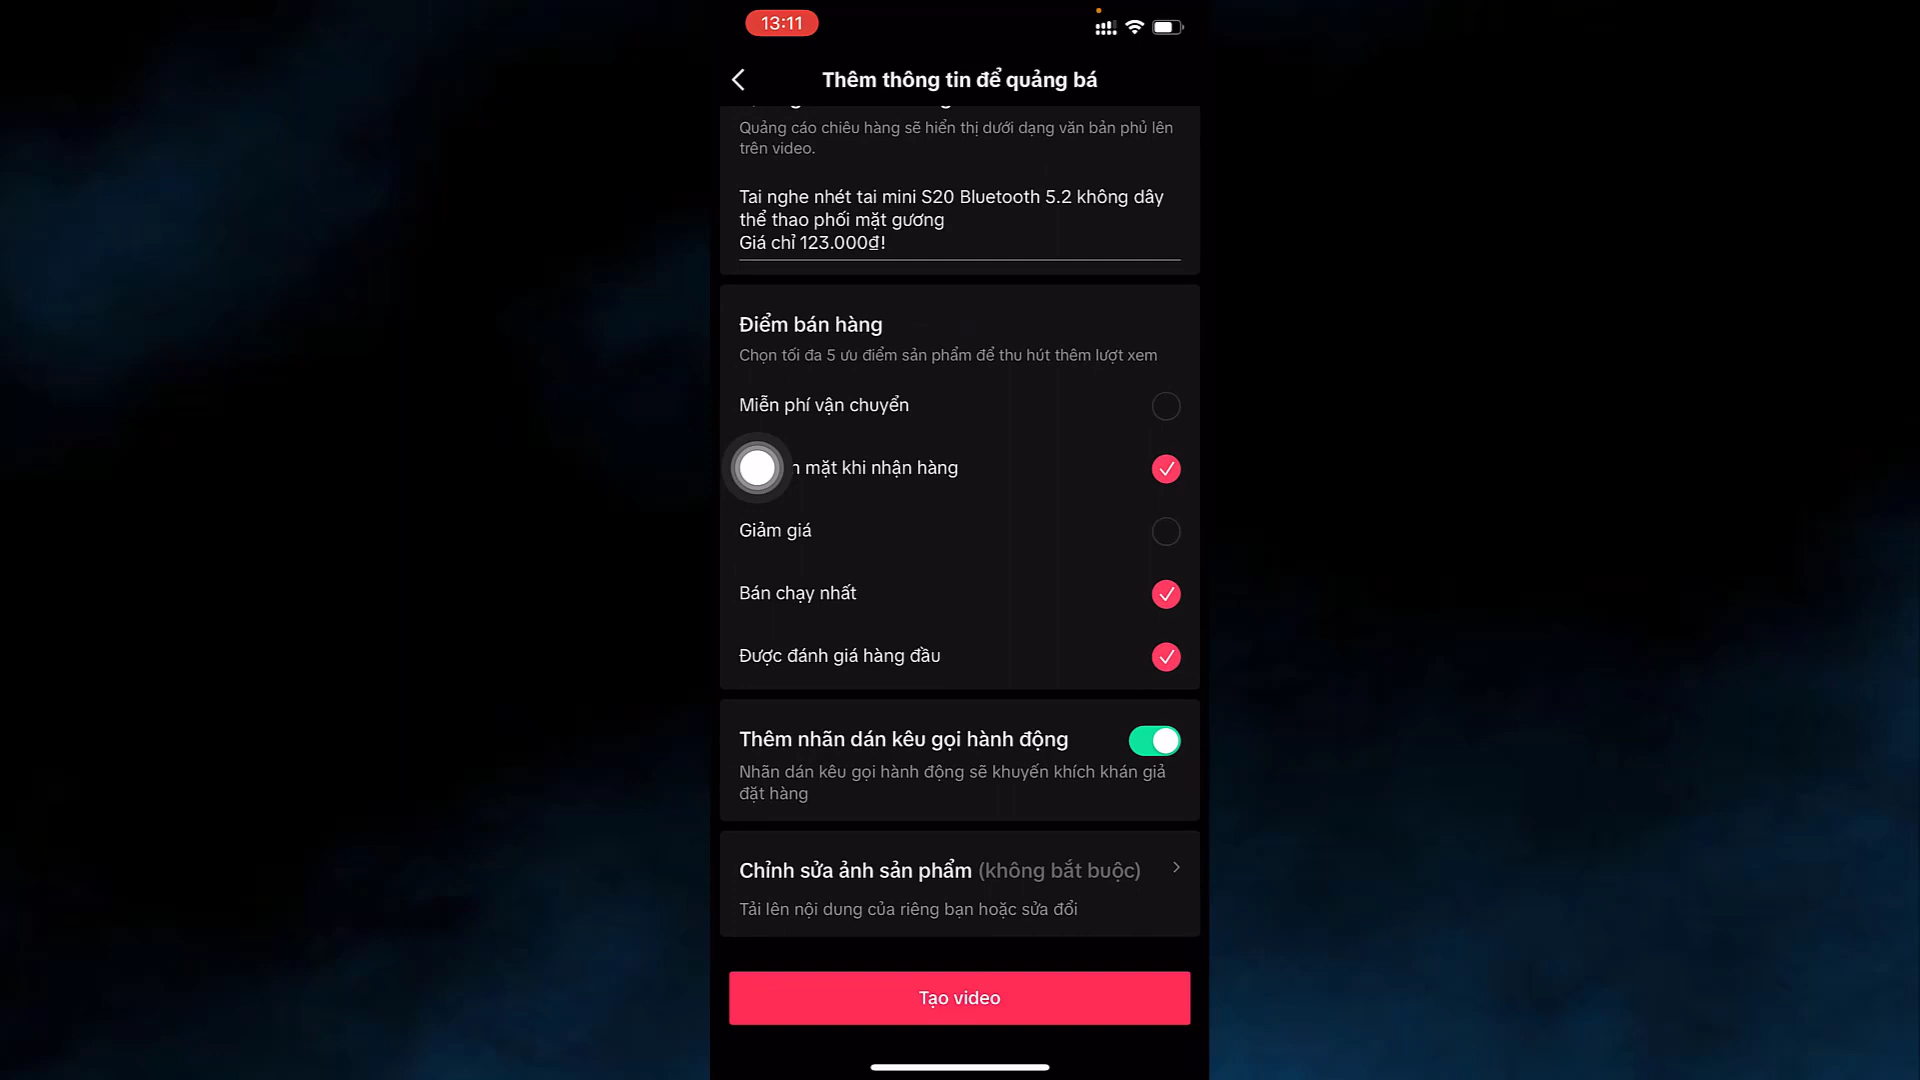 13:11
Thêm thông tin để quảng bá
Quảng cáo chiêu hàng sẽ hiển thị dưới dạng văn bản phủ lên
trên video.
Tai nghe nhét tai mini S20 Bluetooth 5.2 không dây
thể thao phối mặt gương
Giá chỉ 123.000₫!
Điểm bán hàng
Chọn tối đa 5 ưu điểm sản phẩm để thu hút thêm lượt xem
Miễn phí vận chuyển
mặt khi nhận hàng
Giảm giá
Bán chạy nhất
Được đánh giá hàng đầu
Thêm nhãn dán kêu gọi hành động
Nhãn dán kêu gọi hành động sẽ khuyến khích khán giả
đặt hàng
Chỉnh sửa ảnh sản phẩm (không bắt buộc)
Tải lên nội dung của riêng bạn hoặc sửa đổi
Tạo video